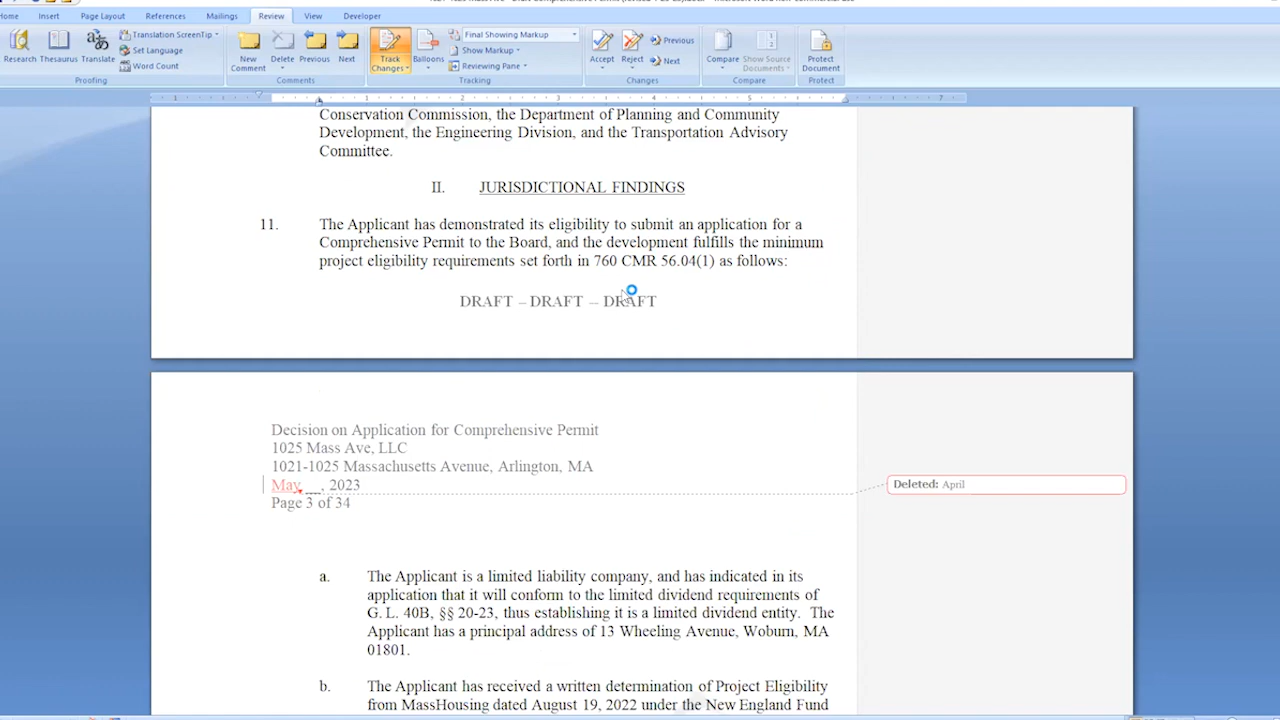 Home Insert Page Layout References Mailings Review View Developer
Research Thesaurus Translate Translation ScreenTip Set Language Word Count New Comment Delete Previous Next Track Changes Balloons Final Showing Markup Show Markup Reviewing Pane Accept Reject Previous Next Compare Show Source Documents Protect Document
Proofing Comments Tracking Changes Compare Protect
1 1 2 3 4 5 7
Conservation Commission, the Department of Planning and Community
Development, the Engineering Division, and the Transportation Advisory
Committee.
II. JURISDICTIONAL FINDINGS
11. The Applicant has demonstrated its eligibility to submit an application for a
Comprehensive Permit to the Board, and the development fulfills the minimum
project eligibility requirements set forth in 760 CMR 56.04(1) as follows:
DRAFT – DRAFT – DRAFT
Decision on Application for Comprehensive Permit
1025 Mass Ave, LLC
1021-1025 Massachusetts Avenue, Arlington, MA
May __, 2023
Deleted: April
Page 3 of 34
a. The Applicant is a limited liability company, and has indicated in its
application that it will conform to the limited dividend requirements of
G. L. 40B, §§ 20-23, thus establishing it is a limited dividend entity. The
Applicant has a principal address of 13 Wheeling Avenue, Woburn, MA
01801.
b. The Applicant has received a written determination of Project Eligibility
from MassHousing dated August 19, 2022 under the New England Fund